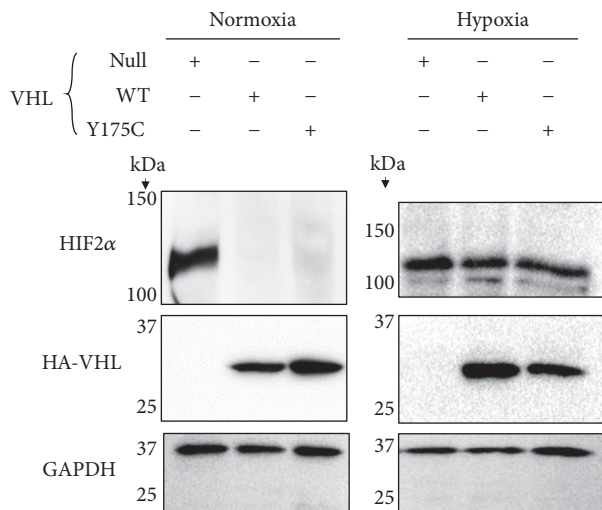 Normoxia Hypoxia
Null + – – + – –
VHL WT – + – – + –
Y175C – – + – – +
kDa kDa
150 150
HIF2α
100 100
37 37
HA-VHL
25 25
37 37
GAPDH
25 25